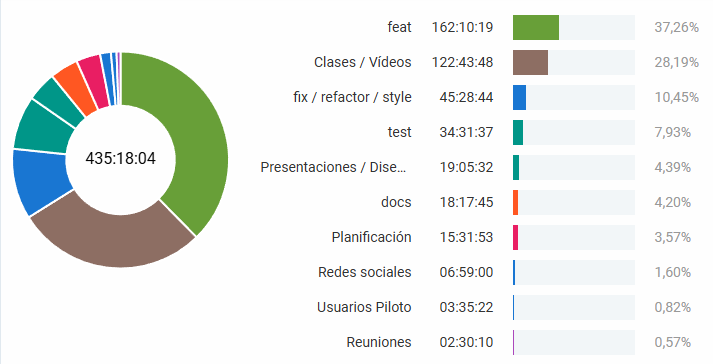 435:18:04
feat 162:10:19 37,26%
Clases / Vídeos 122:43:48 28,19%
fix / refactor / style 45:28:44 10,45%
test 34:31:37 7,93%
Presentaciones / Dise... 19:05:32 4,39%
docs 18:17:45 4,20%
Planificación 15:31:53 3,57%
Redes sociales 06:59:00 1,60%
Usuarios Piloto 03:35:22 0,82%
Reuniones 02:30:10 0,57%